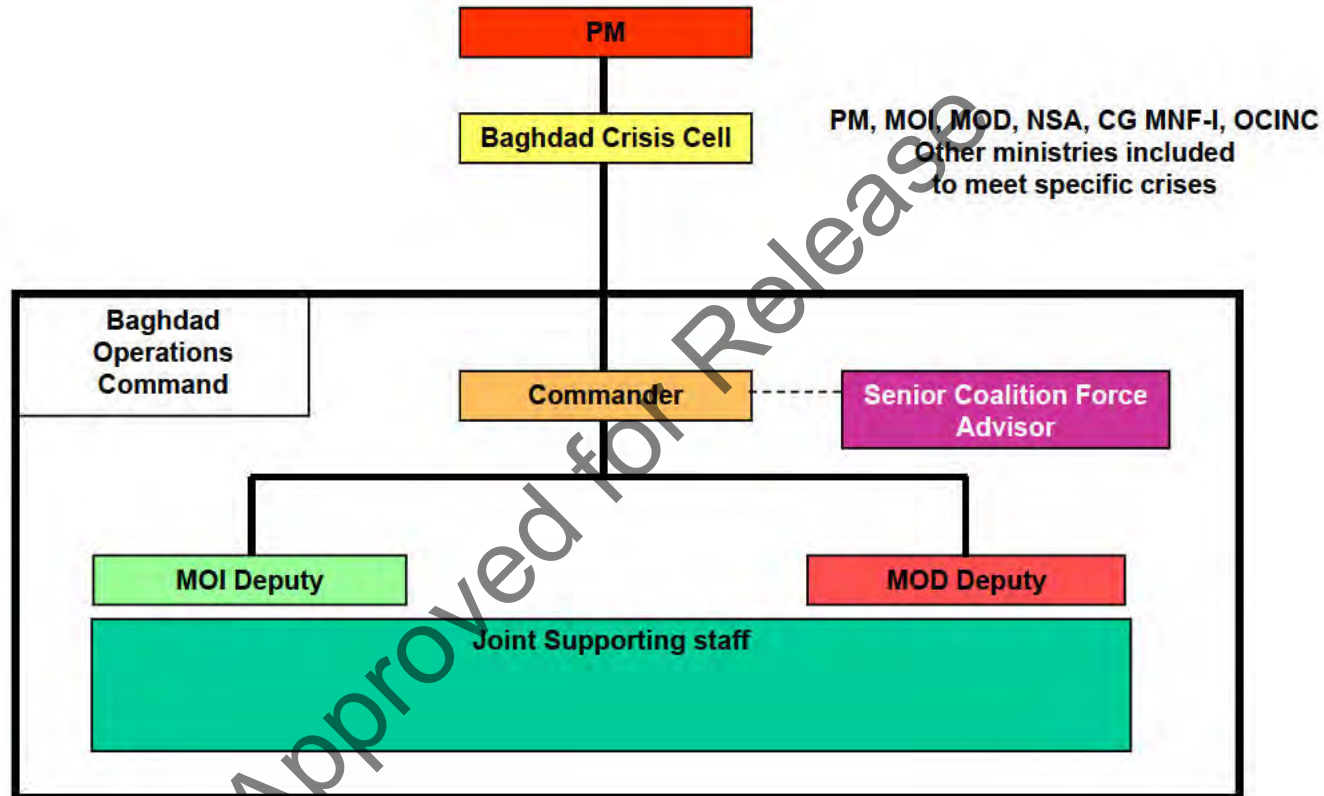 PM
Baghdad Crisis Cell
PM, MOI, MOD, NSA, CG MNF-I, OCINC
Other ministries included
to meet specific crises
Baghdad
Operations
Command
Commander
Senior Coalition Force
Advisor
MOI Deputy
MOD Deputy
Joint Supporting staff
Approved for Release